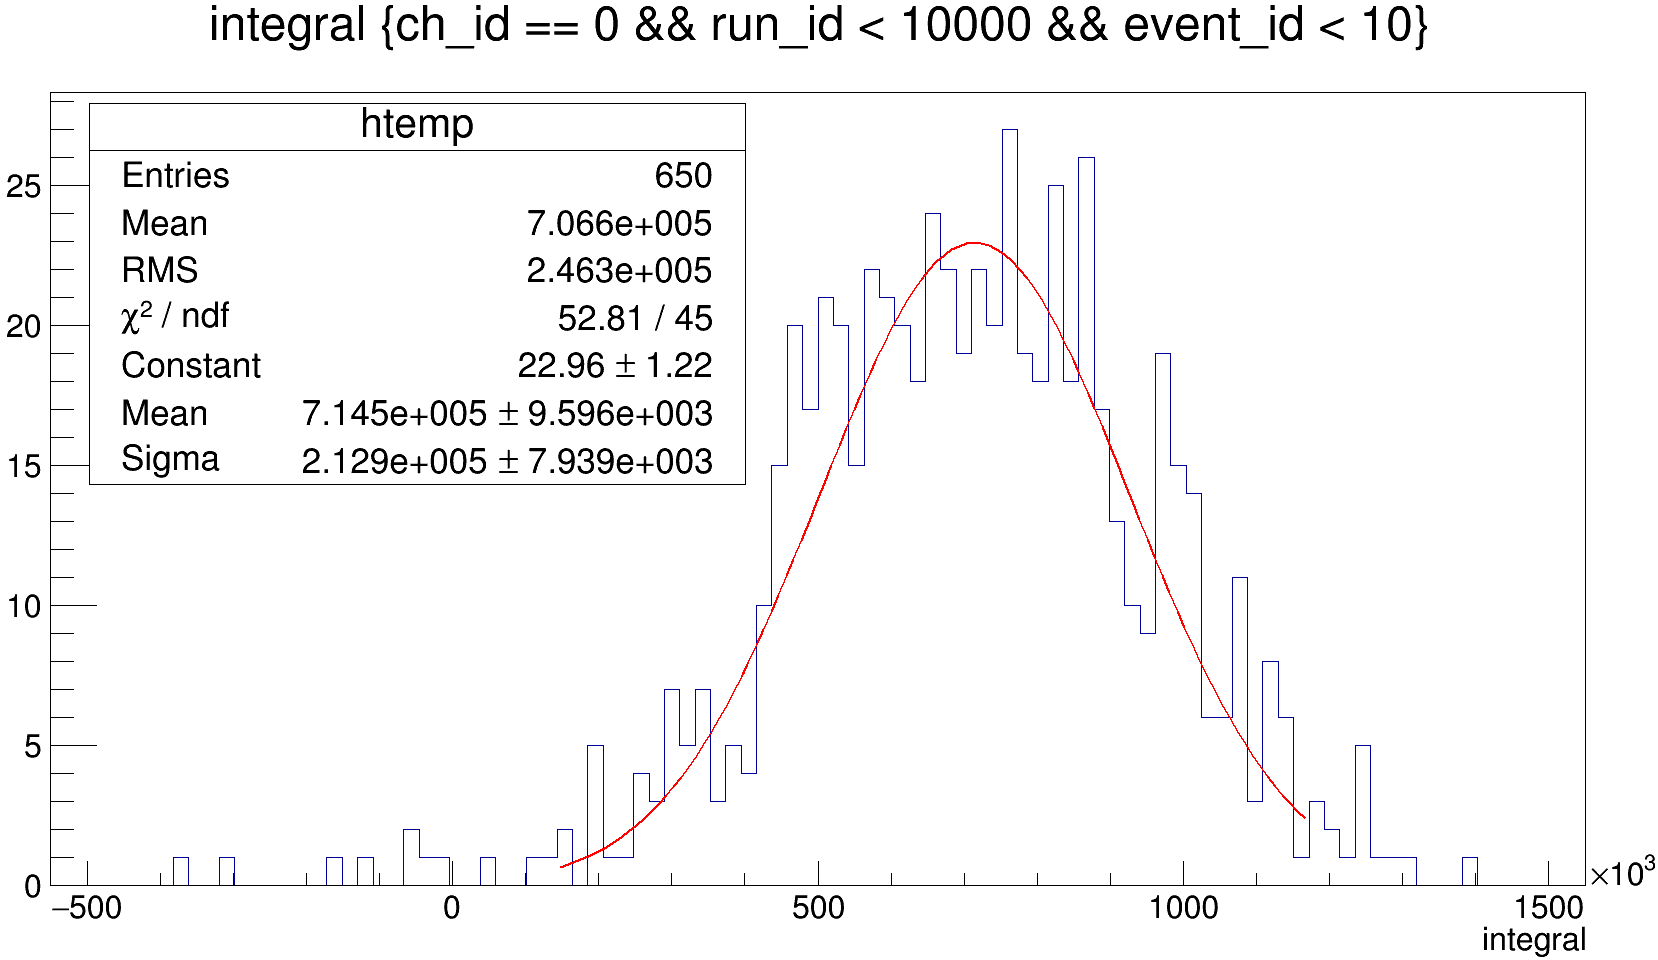 integral {ch_id == 0 && run_id < 10000 && event_id < 10}
htemp
Entries 650
Mean 7.066e+005
RMS 2.463e+005
χ² / ndf 52.81 / 45
Constant 22.96 ± 1.22
Mean 7.145e+005 ± 9.596e+003
Sigma 2.129e+005 ± 7.939e+003
25
20
15
10
5
0
−500 0 500 1000 1500
×10³
integral